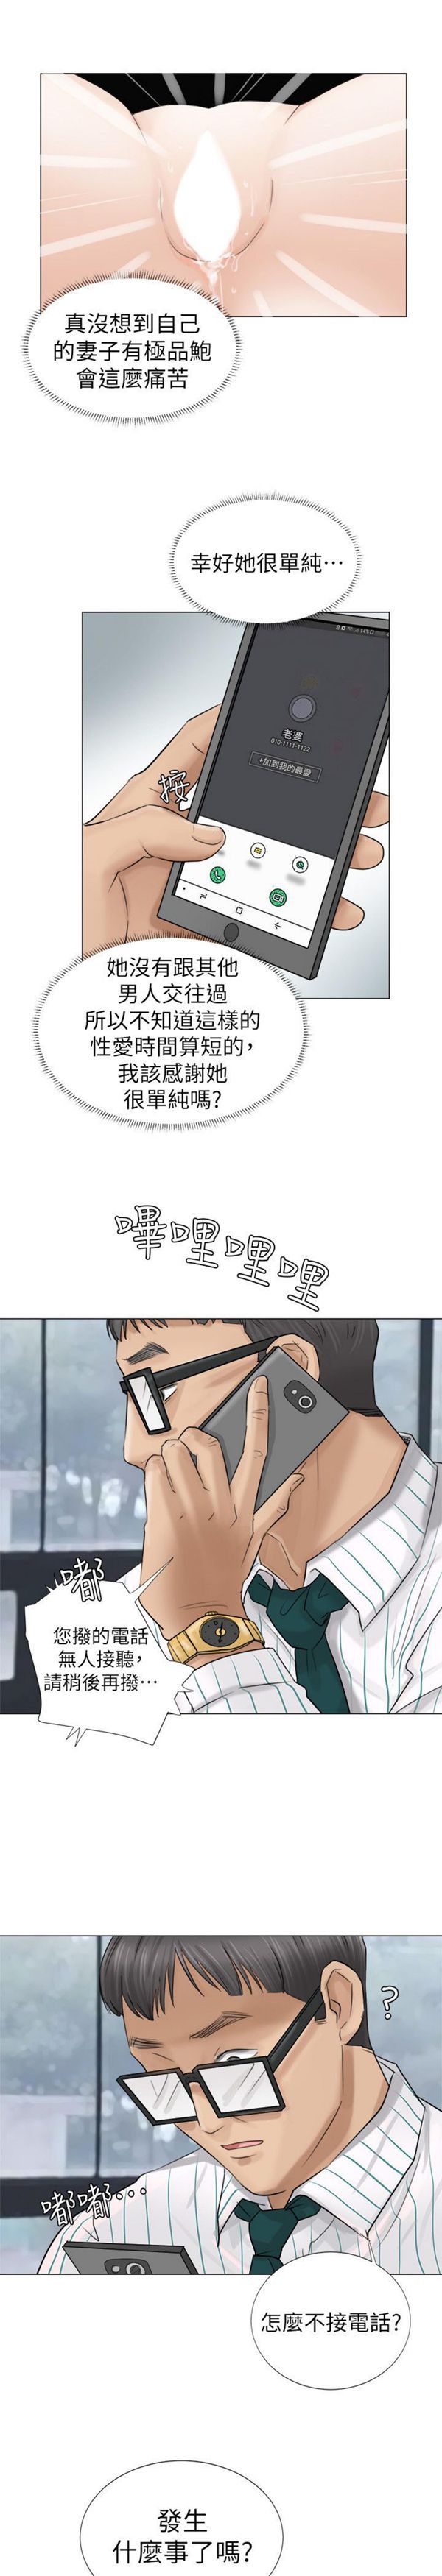 真沒想到自己
的妻子有極品鮑
會這麼痛苦
幸好她很單純…
老婆
010-1111-1122
+加到我的最愛
按
她沒有跟其他
男人交往過
所以不知道這樣的
性愛時間算短的，
我該感謝她
很單純嗎?
嗶哩哩哩
嘟
您撥的電話
無人接聽，
請稍後再撥…
?
嘟嘟…
怎麼不接電話?
發生
什麼事了嗎?